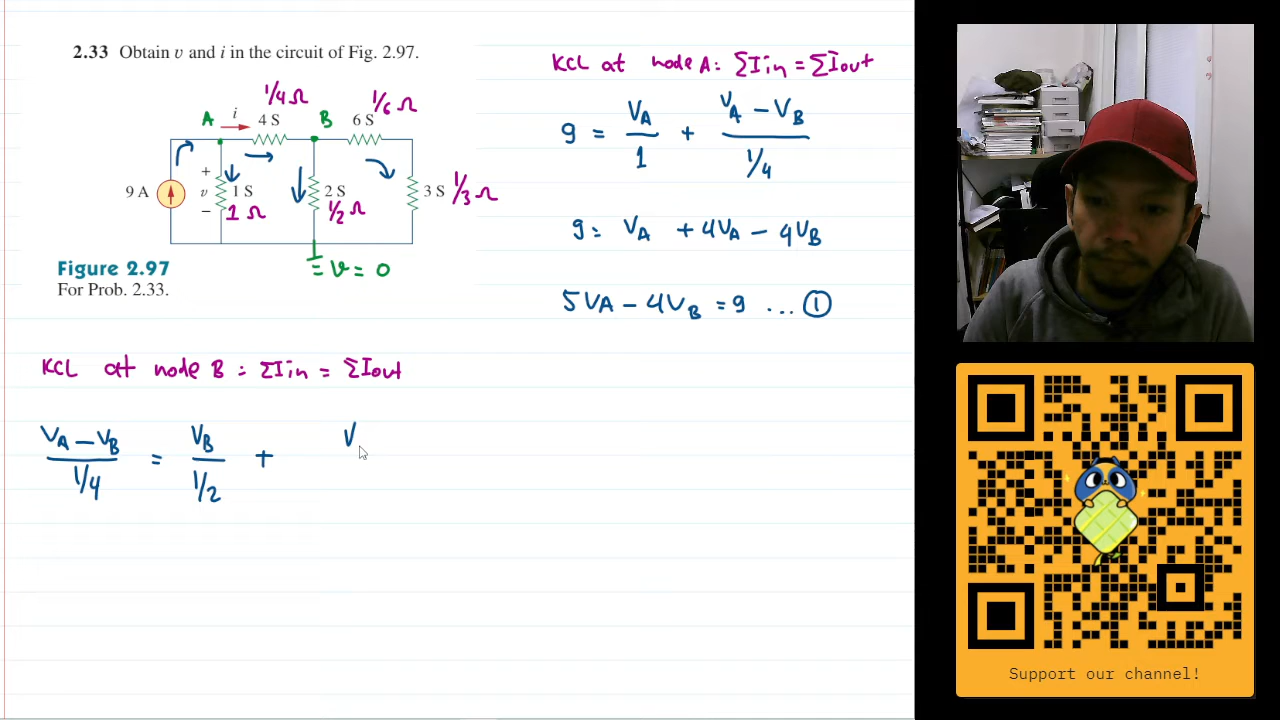 2.33 Obtain v and i in the circuit of Fig. 2.97.
1/4 Ω
1/6 Ω
A
i
4 S
B
6 S
9 A
+
v
−
1 S
1 Ω
2 S
1/2 Ω
3 S
1/3 Ω
= V = 0
Figure 2.97
For Prob. 2.33.
KCL at node A: ΣIin = ΣIout
9 = VA/1 + (VA − VB)/(1/4)
9 = VA + 4VA − 4VB
5VA − 4VB = 9 ... ①
KCL at node B: ΣIin = ΣIout
(VA − VB)/(1/4) = VB/(1/2) + V
Support our channel!